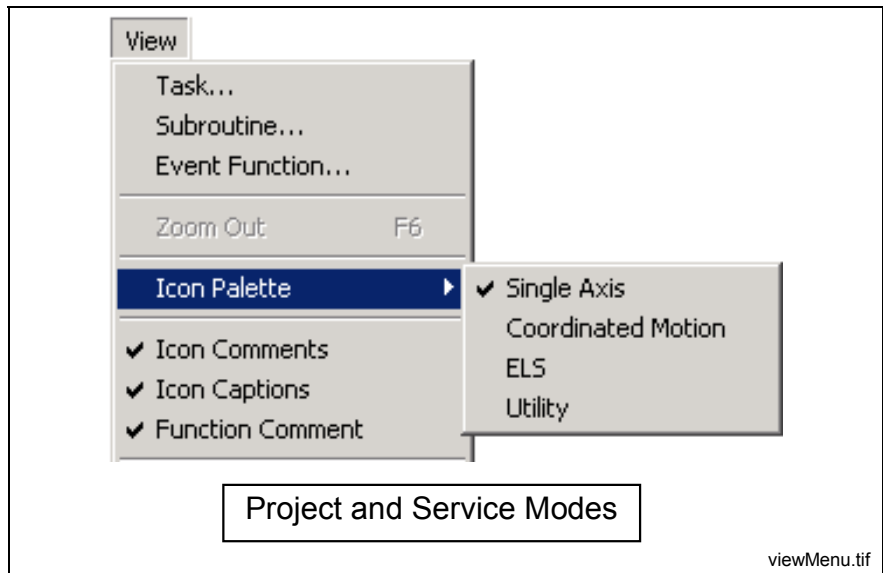 View
Task...
Subroutine...
Event Function...
Zoom Out F6
Icon Palette
Single Axis
Coordinated Motion
ELS
Utility
Icon Comments
Icon Captions
Function Comment
Project and Service Modes
viewMenu.tif